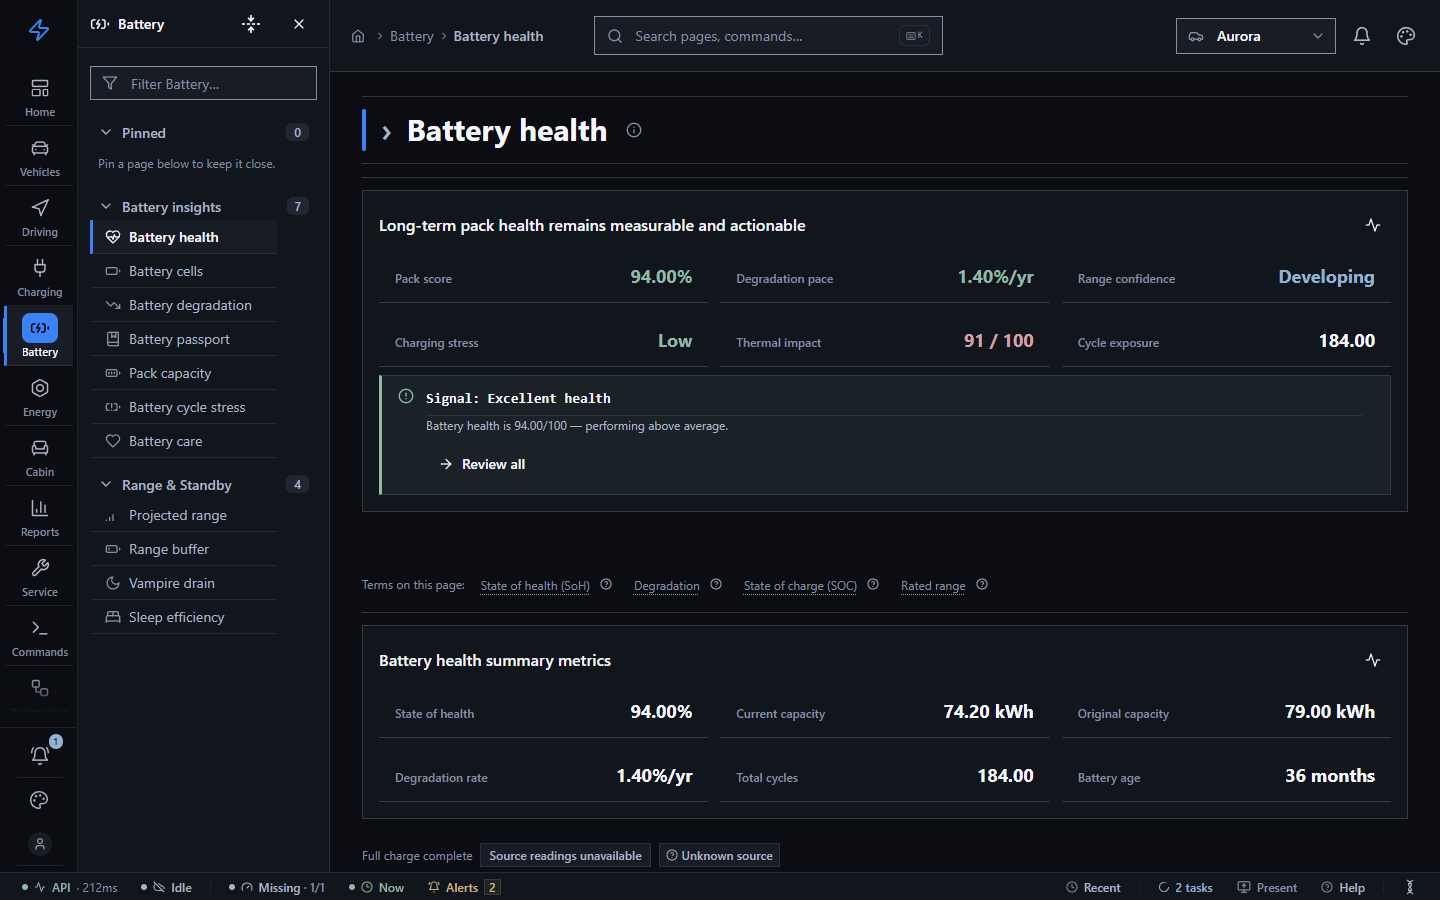 Battery
Battery
Battery health
Search pages, commands...
K
Aurora
Filter Battery...
Pinned
0
Pin a page below to keep it close.
Battery insights
7
Battery health
Battery cells
Battery degradation
Battery passport
Pack capacity
Battery cycle stress
Battery care
Range & Standby
4
Projected range
Range buffer
Vampire drain
Sleep efficiency
Home
Vehicles
Driving
Charging
Battery
Energy
Cabin
Reports
Service
Commands
1
Battery health
Long-term pack health remains measurable and actionable
Pack score
94.00%
Degradation pace
1.40%/yr
Range confidence
Developing
Charging stress
Low
Thermal impact
91 / 100
Cycle exposure
184.00
Signal: Excellent health
Battery health is 94.00/100 — performing above average.
Review all
Terms on this page:
State of health (SoH)
Degradation
State of charge (SOC)
Rated range
Battery health summary metrics
State of health
94.00%
Current capacity
74.20 kWh
Original capacity
79.00 kWh
Degradation rate
1.40%/yr
Total cycles
184.00
Battery age
36 months
Full charge complete
Source readings unavailable
Unknown source
API · 212ms
Idle
Missing · 1/1
Now
Alerts 2
Recent
2 tasks
Present
Help